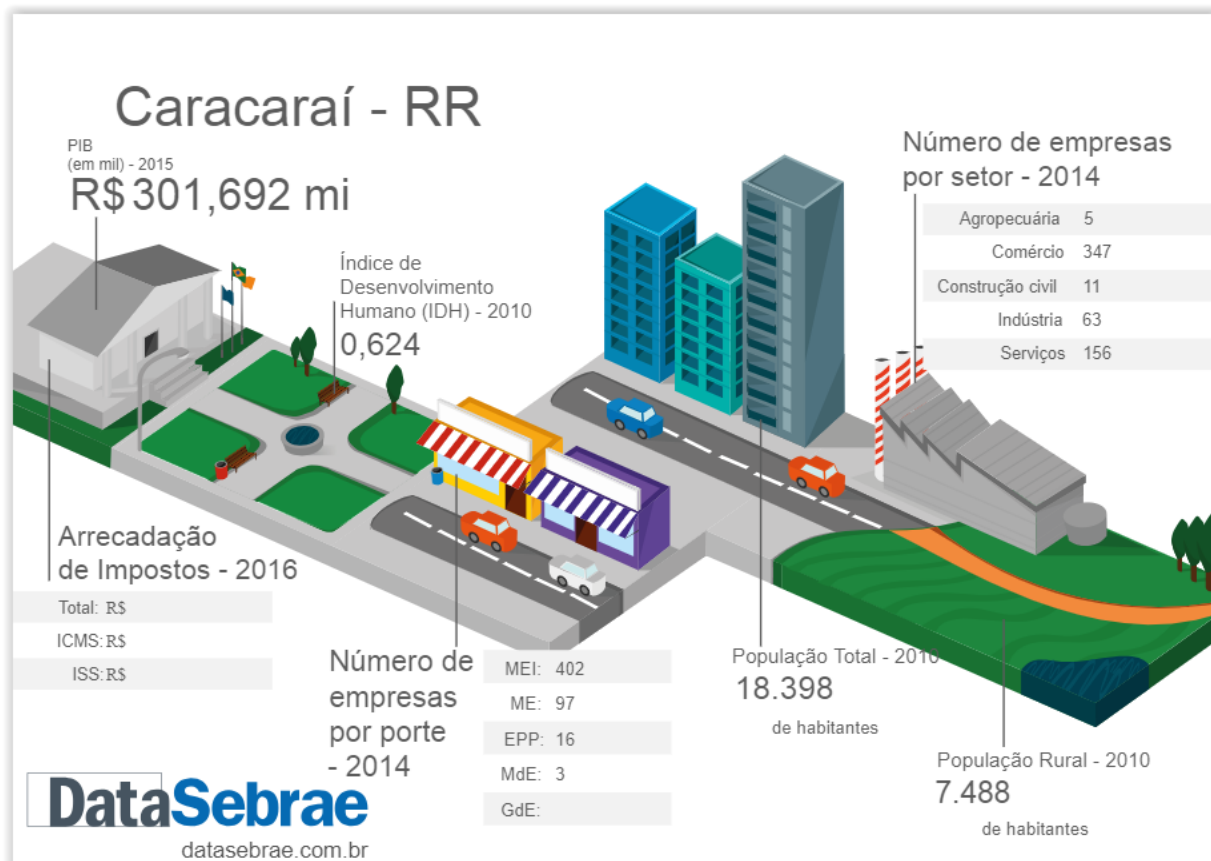 Caracaraí - RR
PIB
(em mil) - 2015
R$ 301,692 mi
Índice de
Desenvolvimento
Humano (IDH) - 2010
0,624
Número de empresas
por setor - 2014
Agropecuária 5
Comércio 347
Construção civil 11
Indústria 63
Serviços 156
Arrecadação
de Impostos - 2016
Total: R$
ICMS: R$
ISS: R$
Número de
empresas
por porte
- 2014
MEI: 402
ME: 97
EPP: 16
MdE: 3
GdE:
População Total - 2010
18.398
de habitantes
População Rural - 2010
7.488
de habitantes
DataSebrae
datasebrae.com.br